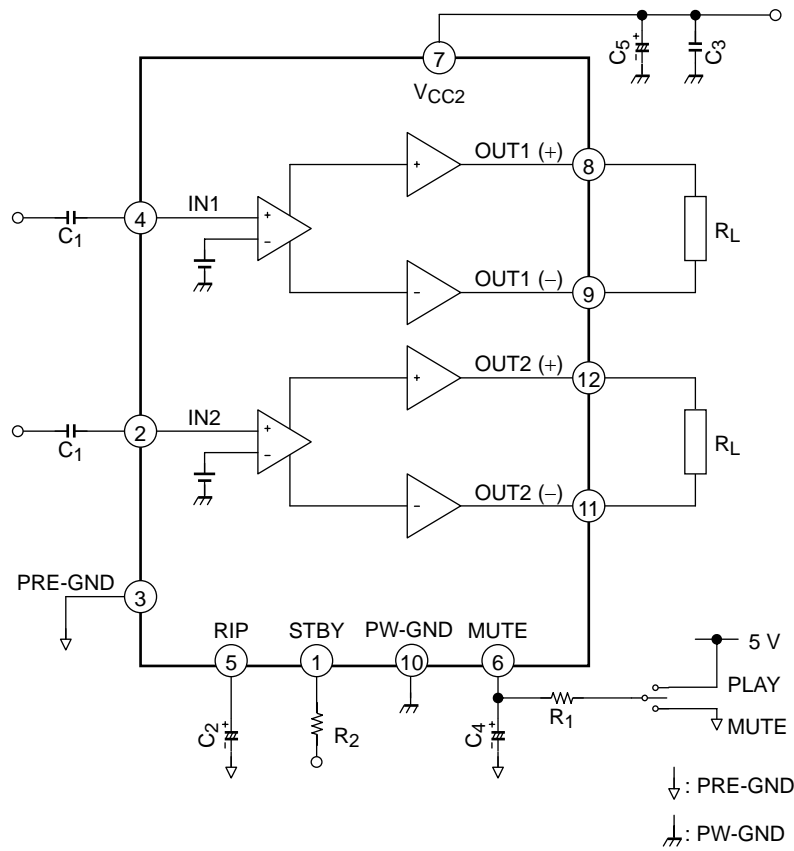 C5
+
−
C3
7
VCC2
OUT1 (+)
+
8
IN1
4
+
−
C1
RL
OUT1 (−)
−
9
OUT2 (+)
+
12
IN2
2
+
−
C1
RL
OUT2 (−)
−
11
PRE-GND
3
RIP
STBY
PW-GND
MUTE
5
1
10
6
5 V
PLAY
R1
MUTE
C2
+
−
R2
C4
+
−
: PRE-GND
: PW-GND